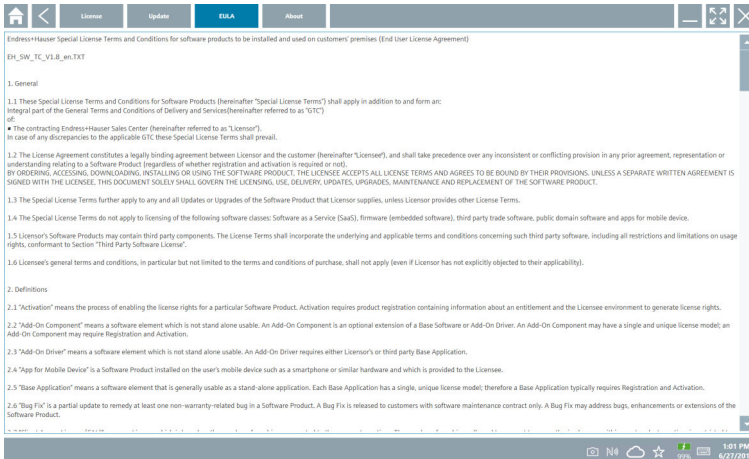 License
Update
EULA
About
Endress+Hauser Special License Terms and Conditions for software products to be installed and used on customers' premises (End User License Agreement)
EH_SW_TC_V1.8_en.TXT
1. General
1.1 These Special License Terms and Conditions for Software Products (hereinafter "Special License Terms") shall apply in addition to and form an:
Integral part of the General Terms and Conditions of Delivery and Services(hereinafter referred to as "GTC")
of:
▪ The contracting Endress+Hauser Sales Center (hereinafter referred to as "Licensor").
In case of any discrepancies to the applicable GTC these Special License Terms shall prevail.
1.2 The License Agreement constitutes a legally binding agreement between Licensor and the customer (hereinafter "Licensee"), and shall take precedence over any inconsistent or conflicting provision in any prior agreement, representation or
understanding relating to a Software Product (regardless of whether registration and activation is required or not).
BY ORDERING, ACCESSING, DOWNLOADING, INSTALLING OR USING THE SOFTWARE PRODUCT, THE LICENSEE ACCEPTS ALL LICENSE TERMS AND AGREES TO BE BOUND BY THEIR PROVISIONS. UNLESS A SEPARATE WRITTEN AGREEMENT IS
SIGNED WITH THE LICENSEE, THIS DOCUMENT SOLELY SHALL GOVERN THE LICENSING, USE, DELIVERY, UPDATES, UPGRADES, MAINTENANCE AND REPLACEMENT OF THE SOFTWARE PRODUCT.
1.3 The Special License Terms further apply to any and all Updates or Upgrades of the Software Product that Licensor supplies, unless Licensor provides other License Terms.
1.4 The Special License Terms do not apply to licensing of the following software classes: Software as a Service (SaaS), firmware (embedded software), third party trade software, public domain software and apps for mobile device.
1.5 Licensor's Software Products may contain third party components. The License Terms shall incorporate the underlying and applicable terms and conditions concerning such third party software, including all restrictions and limitations on usage
rights, conformant to Section "Third Party Software License".
1.6 Licensee's general terms and conditions, in particular but not limited to the terms and conditions of purchase, shall not apply (even if Licensor has not explicitly objected to their applicability).
2. Definitions
2.1 "Activation" means the process of enabling the license rights for a particular Software Product. Activation requires product registration containing information about an entitlement and the Licensee environment to generate license rights.
2.2 "Add-On Component" means a software element which is not stand alone usable. An Add-On Component is an optional extension of a Base Software or Add-On Driver. An Add-On Component may have a single and unique license model; an
Add-On Component may require Registration and Activation.
2.3 "Add-On Driver" means a software element which is not stand alone usable. An Add-On Driver requires either Licensor's or third party Base Application.
2.4 "App for Mobile Device" is a Software Product installed on the user's mobile device such as a smartphone or similar hardware and which is provided to the Licensee.
2.5 "Base Application" means a software element that is generally usable as a stand-alone application. Each Base Application has a single, unique license model; therefore a Base Application typically requires Registration and Activation.
2.6 "Bug Fix" is a partial update to remedy at least one non-warranty-related bug in a Software Product. A Bug Fix is released to customers with software maintenance contract only. A Bug Fix may address bugs, enhancements or extensions of the
Software Product.
99%
1:01 PM
6/27/201